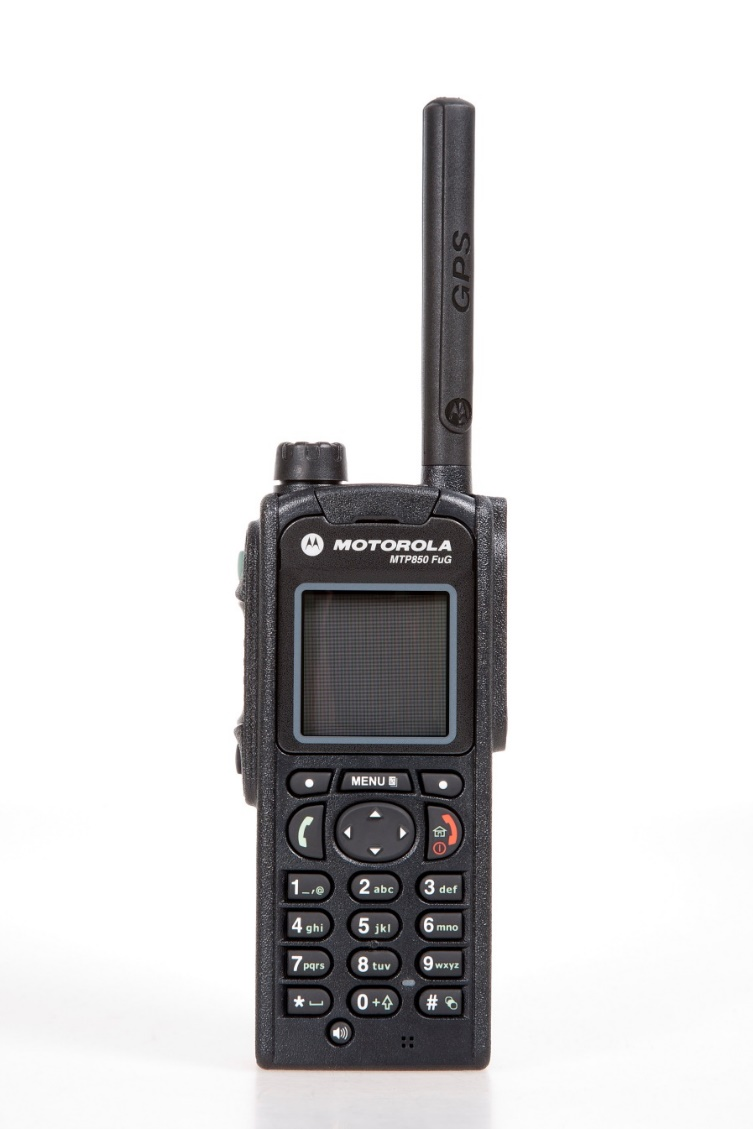 GPS
MOTOROLA
MTP850 FuG
MENU
1 _,@ 2 abc 3 def
4 ghi 5 jkl 6 mno
7 pqrs 8 tuv 9 wxyz
* 0 + #